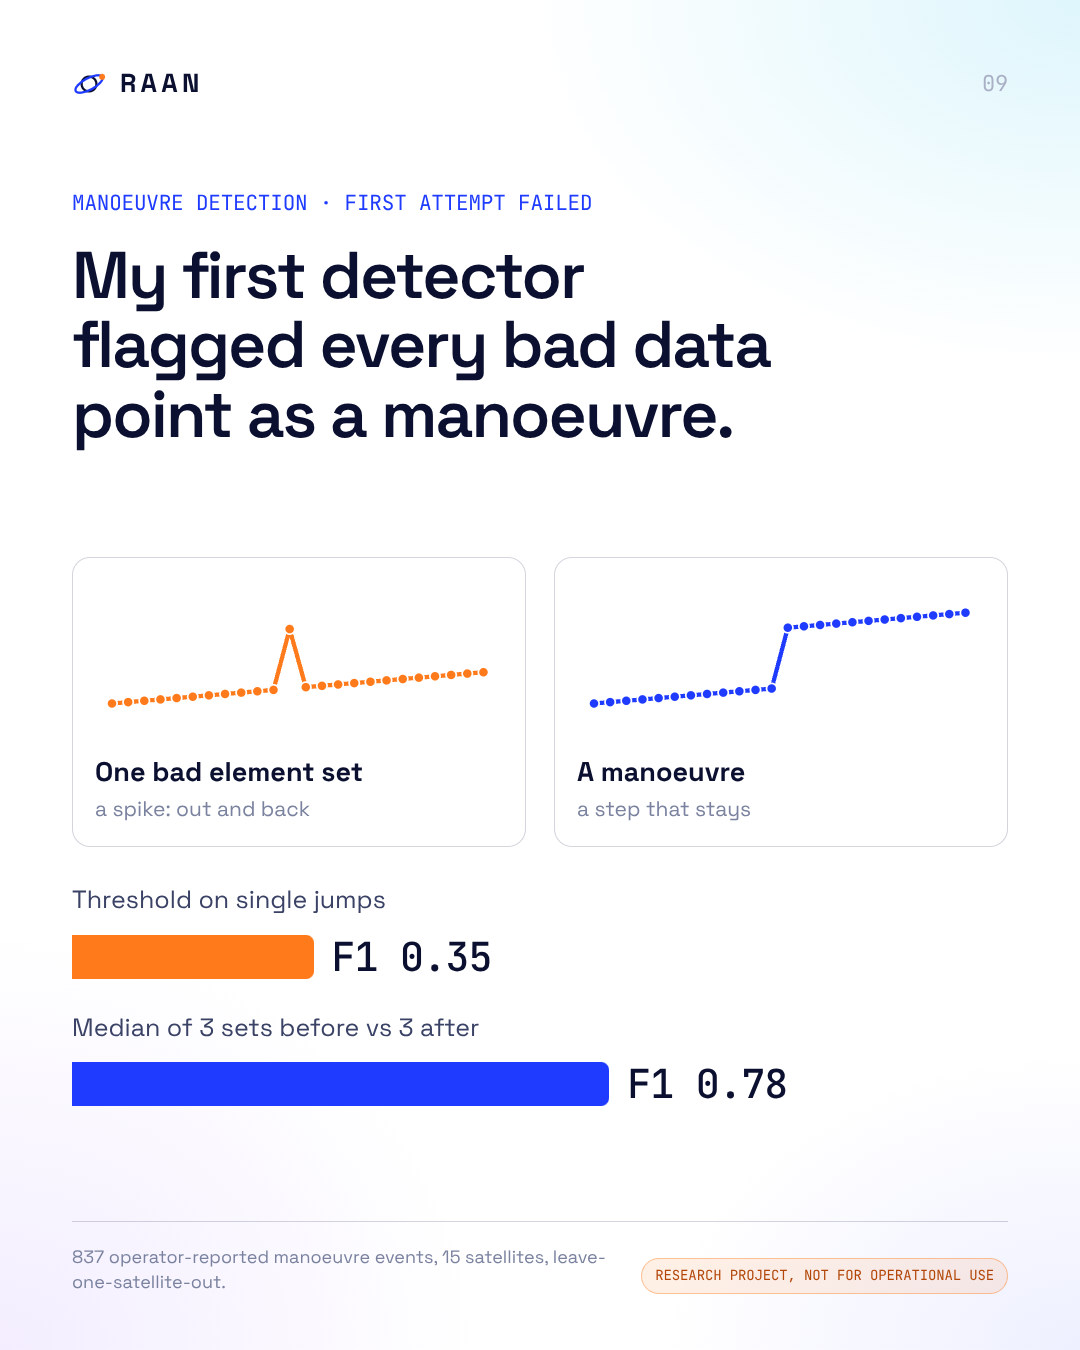 RAAN
09
MANOEUVRE DETECTION · FIRST ATTEMPT FAILED
My first detector
flagged every bad data
point as a manoeuvre.
One bad element set
a spike: out and back
A manoeuvre
a step that stays
Threshold on single jumps
F1 0.35
Median of 3 sets before vs 3 after
F1 0.78
837 operator-reported manoeuvre events, 15 satellites, leave-
one-satellite-out.
RESEARCH PROJECT, NOT FOR OPERATIONAL USE